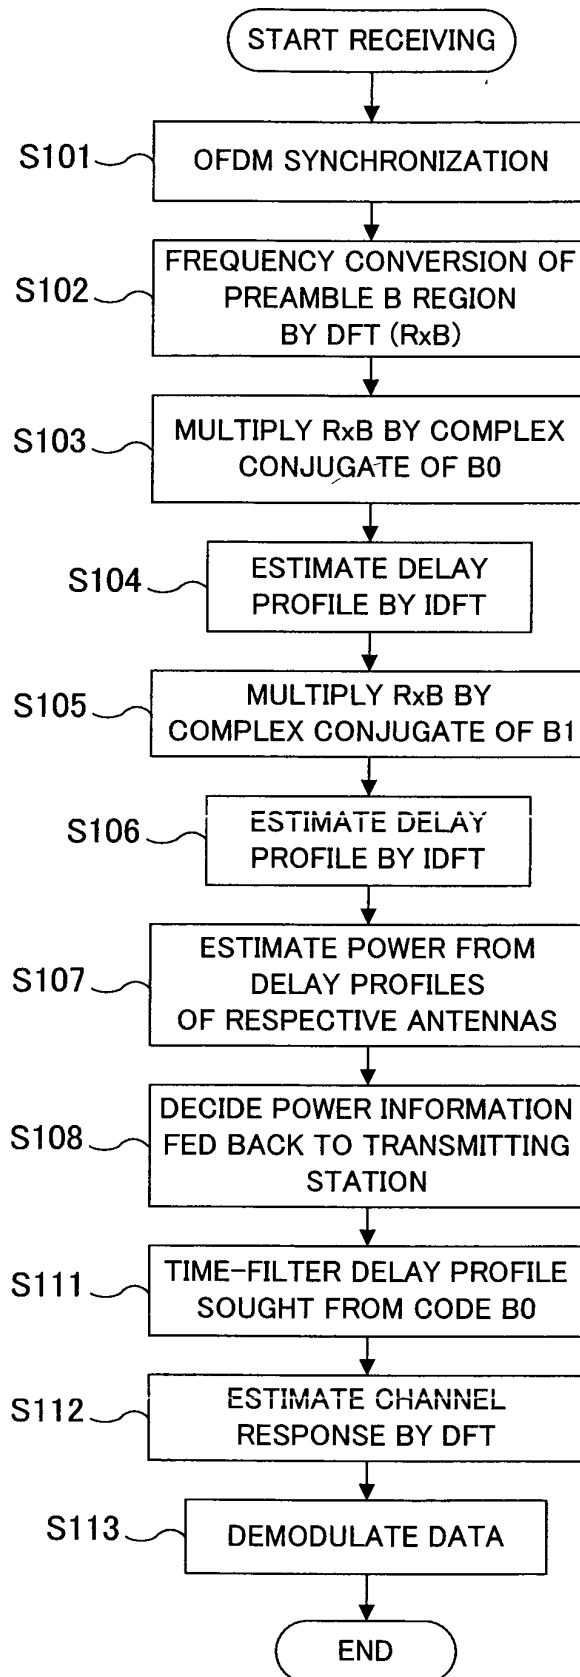 START RECEIVING
S101
OFDM SYNCHRONIZATION
S102
FREQUENCY CONVERSION OF
PREAMBLE B REGION
BY DFT (RxB)
S103
MULTIPLY RxB BY COMPLEX
CONJUGATE OF B0
S104
ESTIMATE DELAY
PROFILE BY IDFT
S105
MULTIPLY RxB BY
COMPLEX CONJUGATE OF B1
S106
ESTIMATE DELAY
PROFILE BY IDFT
S107
ESTIMATE POWER FROM
DELAY PROFILES
OF RESPECTIVE ANTENNAS
S108
DECIDE POWER INFORMATION
FED BACK TO TRANSMITTING
STATION
S111
TIME-FILTER DELAY PROFILE
SOUGHT FROM CODE B0
S112
ESTIMATE CHANNEL
RESPONSE BY DFT
S113
DEMODULATE DATA
END